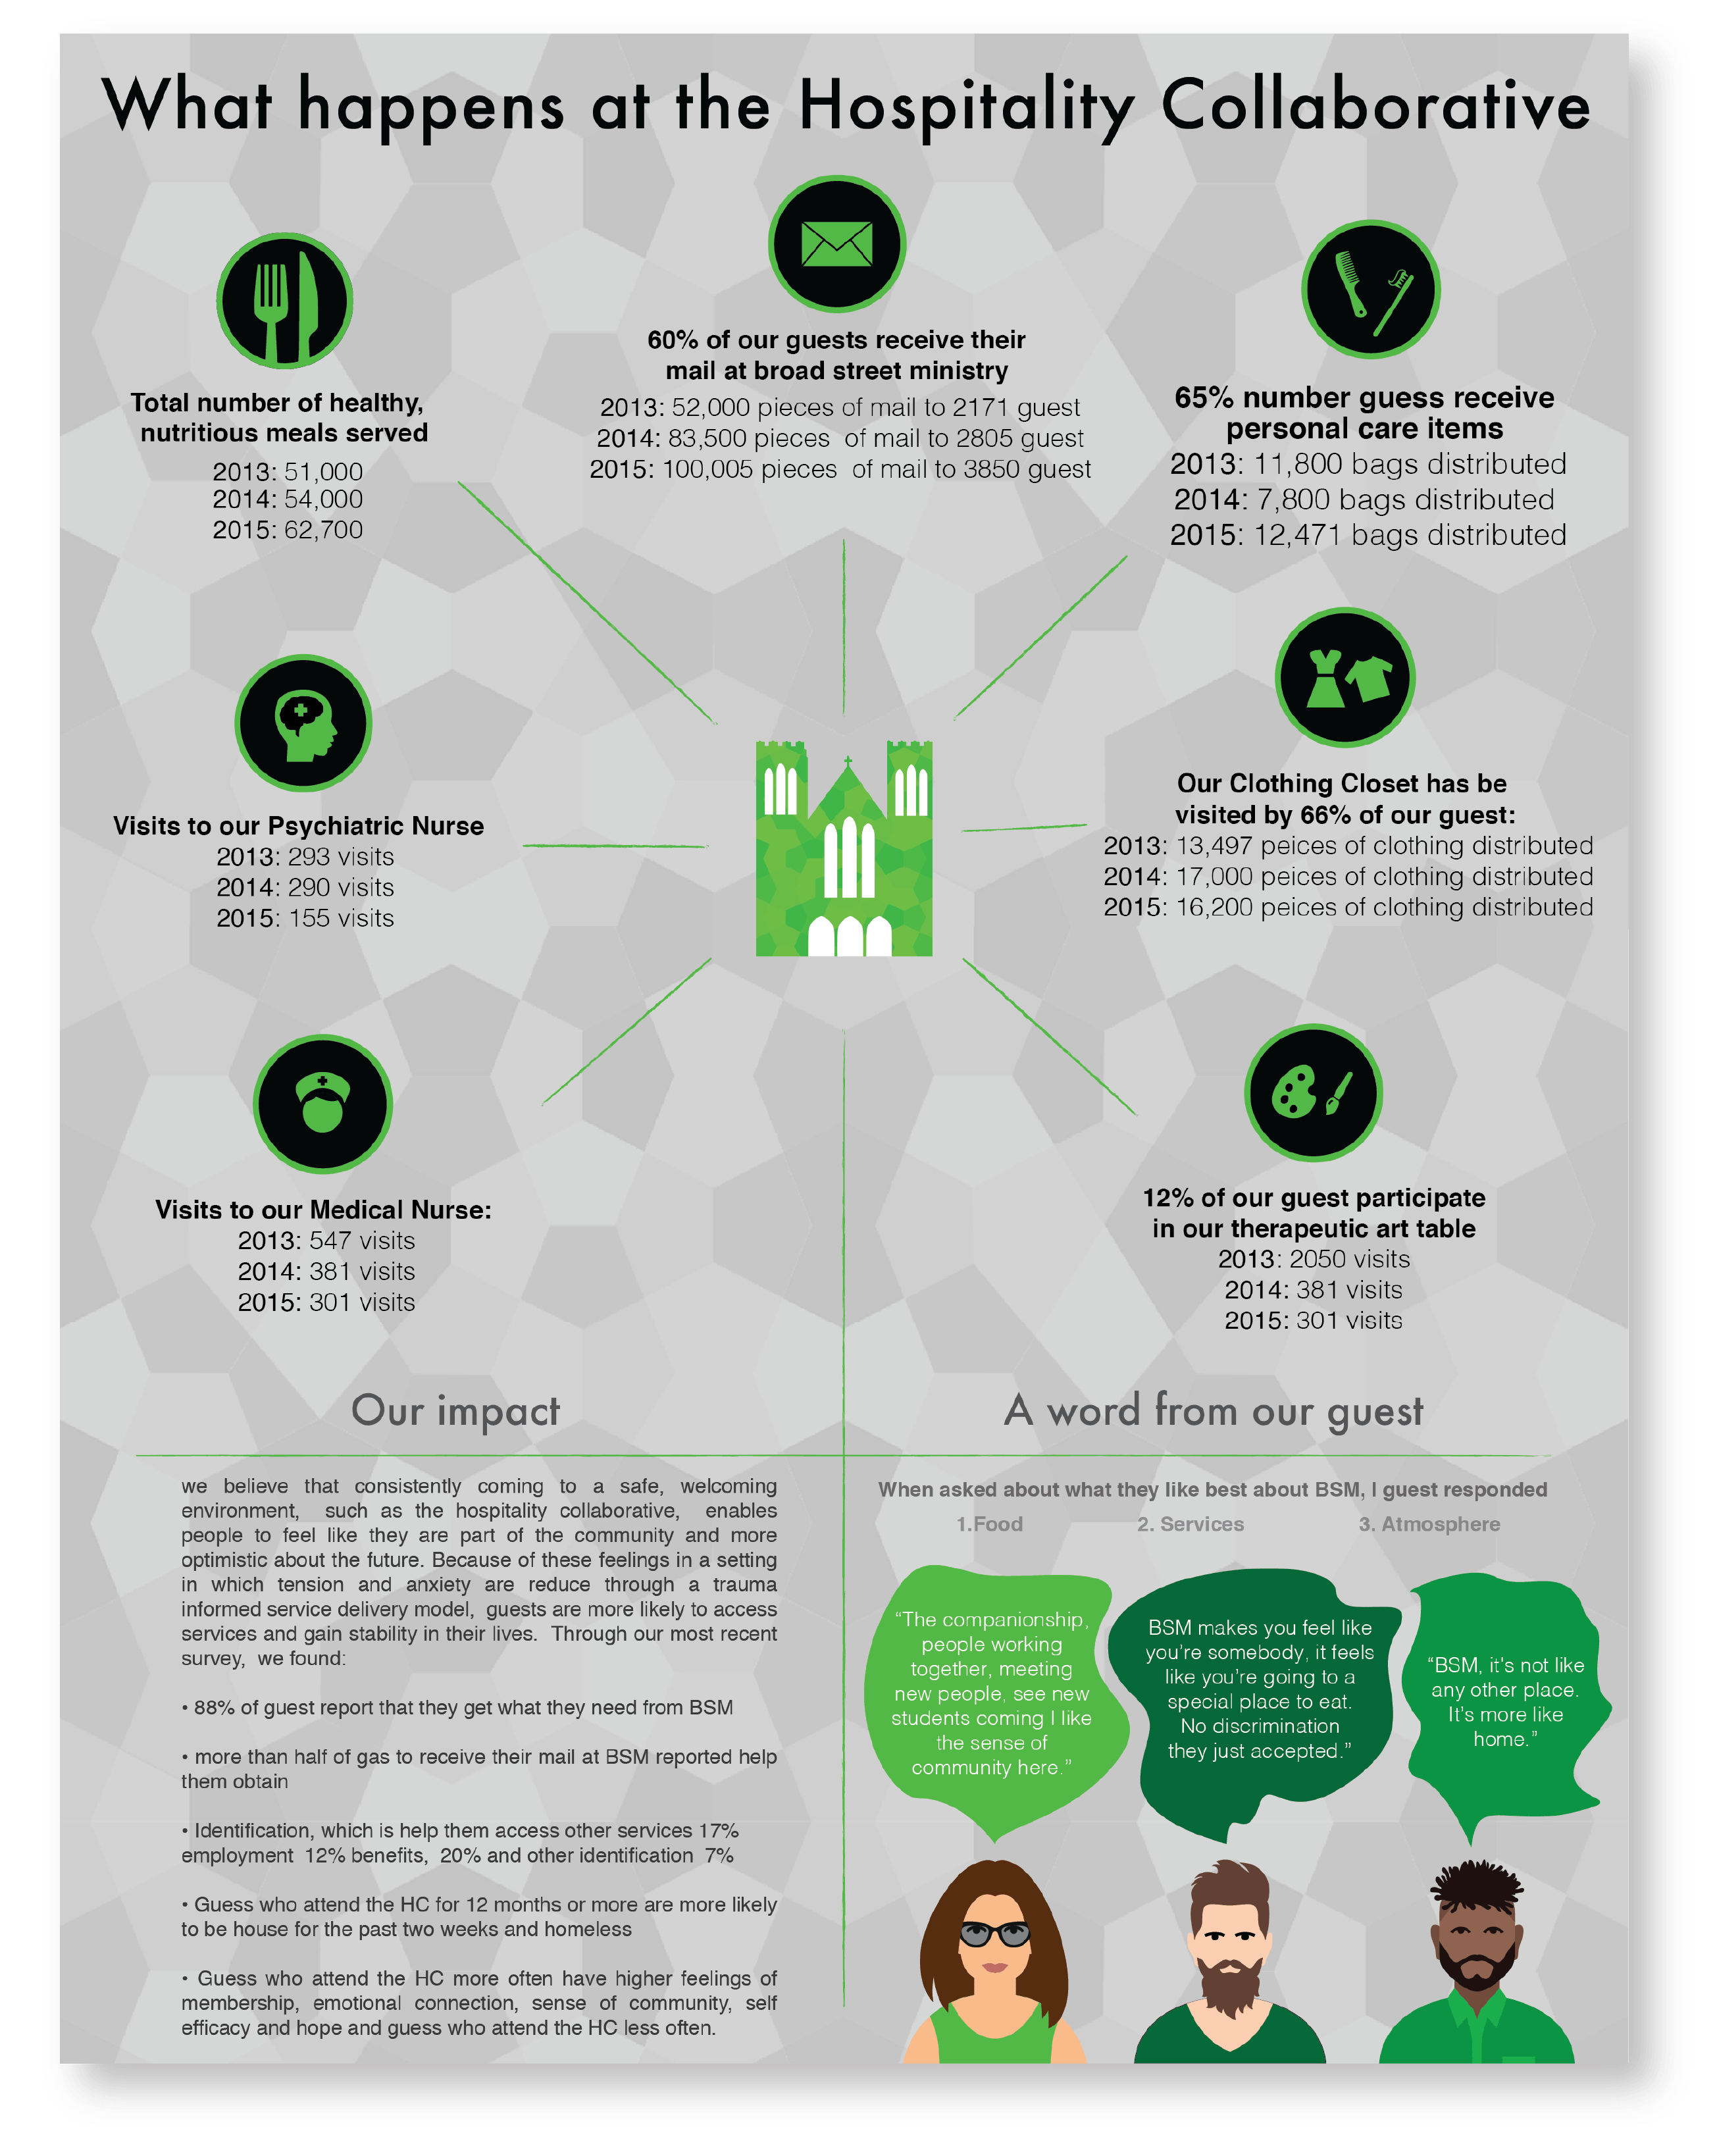 What happens at the Hospitality Collaborative
Total number of healthy,
nutritious meals served
2013: 51,000
2014: 54,000
2015: 62,700
60% of our guests receive their
mail at broad street ministry
2013: 52,000 pieces of mail to 2171 guest
2014: 83,500 pieces of mail to 2805 guest
2015: 100,005 pieces of mail to 3850 guest
65% number guess receive
personal care items
2013: 11,800 bags distributed
2014: 7,800 bags distributed
2015: 12,471 bags distributed
Visits to our Psychiatric Nurse
2013: 293 visits
2014: 290 visits
2015: 155 visits
Our Clothing Closet has be
visited by 66% of our guest:
2013: 13,497 peices of clothing distributed
2014: 17,000 peices of clothing distributed
2015: 16,200 peices of clothing distributed
Visits to our Medical Nurse:
2013: 547 visits
2014: 381 visits
2015: 301 visits
12% of our guest participate
in our therapeutic art table
2013: 2050 visits
2014: 381 visits
2015: 301 visits
Our impact
we believe that consistently coming to a safe, welcoming
environment, such as the hospitality collaborative, enables
people to feel like they are part of the community and more
optimistic about the future. Because of these feelings in a setting
in which tension and anxiety are reduce through a trauma
informed service delivery model, guests are more likely to access
services and gain stability in their lives. Through our most recent
survey, we found:
• 88% of guest report that they get what they need from BSM
• more than half of gas to receive their mail at BSM reported help
them obtain
• Identification, which is help them access other services 17%
employment 12% benefits, 20% and other identification 7%
• Guess who attend the HC for 12 months or more are more likely
to be house for the past two weeks and homeless
• Guess who attend the HC more often have higher feelings of
membership, emotional connection, sense of community, self
efficacy and hope and guess who attend the HC less often.
A word from our guest
When asked about what they like best about BSM, I guest responded
1.Food 2. Services 3. Atmosphere
“The companionship,
people working
together, meeting
new people, see new
students coming I like
the sense of
community here.”
BSM makes you feel like
you’re somebody, it feels
like you’re going to a
special place to eat.
No discrimination
they just accepted.”
“BSM, it's not like
any other place.
It's more like
home.”